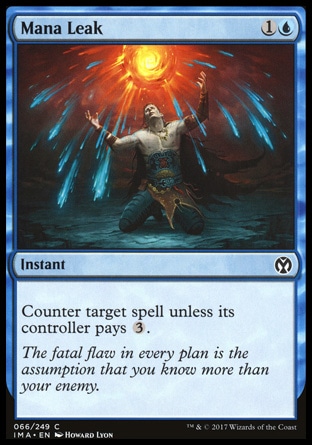 Mana Leak 1
Instant
Counter target spell unless its
controller pays 3.
The fatal flaw in every plan is the
assumption that you know more than
your enemy.
066/249 C
IMA • EN Howard Lyon
™ & © 2017 Wizards of the Coast